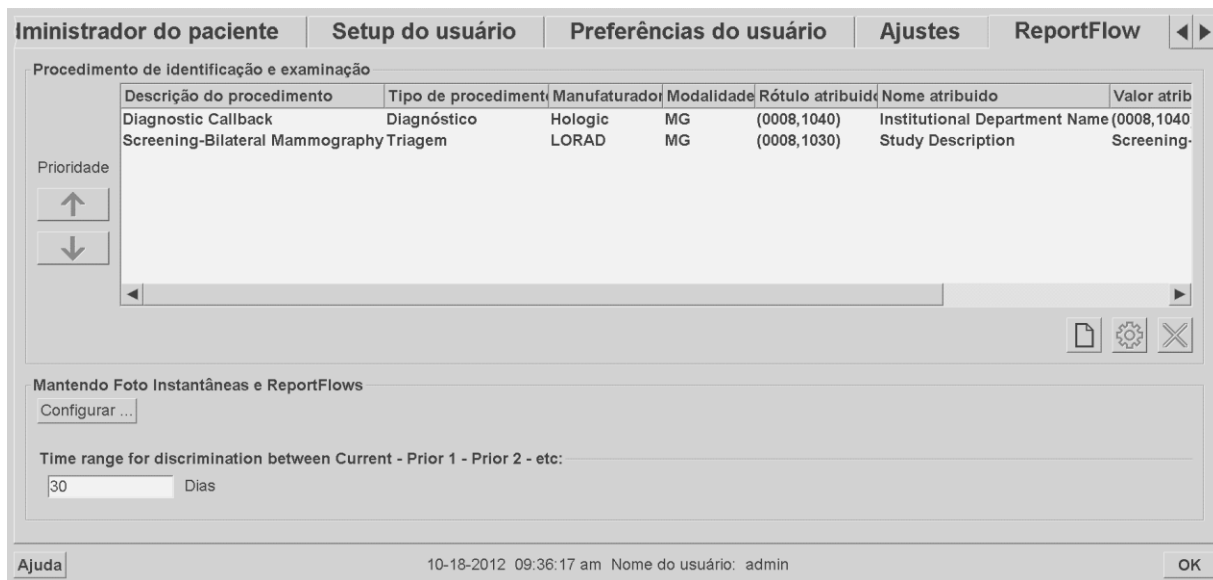 dministrador do paciente Setup do usuário Preferências do usuário Ajustes ReportFlow
Procedimento de identificação e examinação
Descrição do procedimento Tipo de procediment Manufaturador Modalidade Rótulo atribuid Nome atribuido Valor atrib
Diagnostic Callback Diagnóstico Hologic MG (0008,1040) Institutional Department Name (0008,1040
Screening-Bilateral Mammography Triagem LORAD MG (0008,1030) Study Description Screening-
Prioridade
Mantendo Foto Instantâneas e ReportFlows
Configurar ...
Time range for discrimination between Current - Prior 1 - Prior 2 - etc:
30 Dias
Ajuda 10-18-2012 09:36:17 am Nome do usuário: admin OK